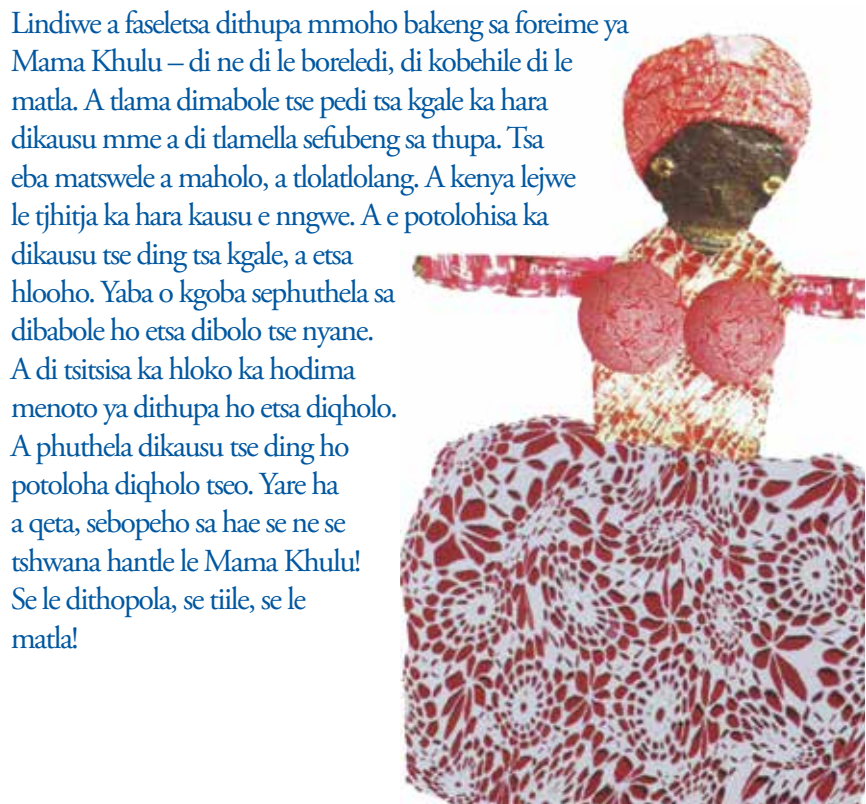 Lindiwe a faseletsa dithupa mmoho bakeng sa foreime ya
Mama Khulu – di ne di le boreledi, di kobehile di le
matla. A tlama dimabole tse pedi tsa kgale ka hara
dikausu mme a di tlamella sefubeng sa thupa. Tsa
eba matswele a maholo, a tlolatlolang. A kenya lejwe
le tjhitja ka hara kausu e nngwe. A e potolohisa ka
dikausu tse ding tsa kgale, a etsa
hlooho. Yaba o kgoba sephuthela sa
dibabole ho etsa dibolo tse nyane.
A di tsitsisa ka hloko ka hodima
menoto ya dithupa ho etsa diqholo.
A phuthela dikausu tse ding ho
potoloha diqholo tseo. Yare ha
a qeta, sebopeho sa hae se ne se
tshwana hantle le Mama Khulu!
Se le dithopola, se tiile, se le
matla!